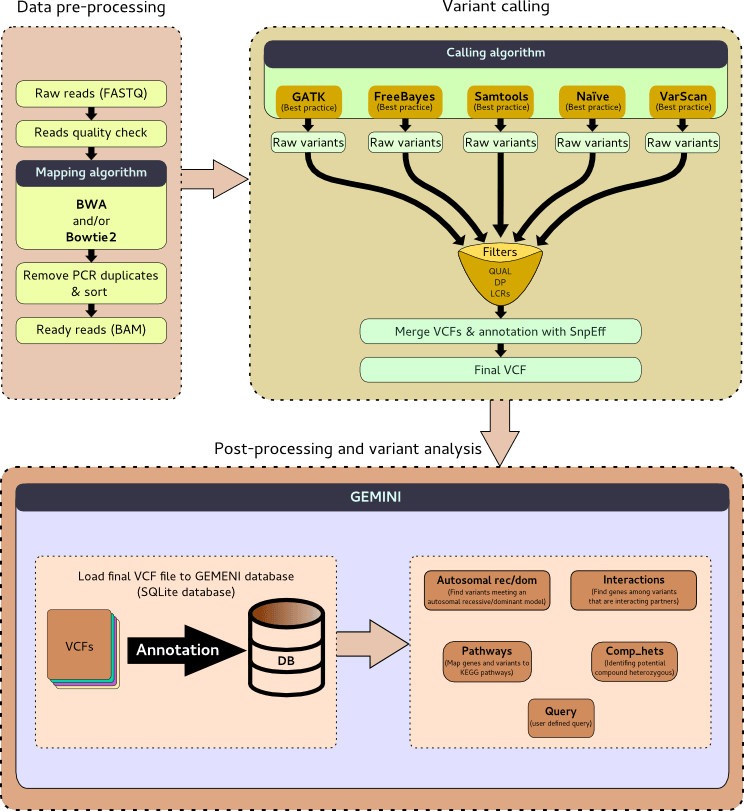 Data pre-processing
Raw reads (FASTQ)
Reads quality check
Mapping algorithm
BWA
and/or
Bowtie2
Remove PCR duplicates
& sort
Ready reads (BAM)
Variant calling
Calling algorithm
GATK
(Best practice)
FreeBayes
(Best practice)
Samtools
(Best practice)
Naïve
(Best practice)
VarScan
(Best practice)
Raw variants
Raw variants
Raw variants
Raw variants
Raw variants
Filters
QUAL
DP
LCRs
Merge VCFs & annotation with SnpEff
Final VCF
Post-processing and variant analysis
GEMINI
Load final VCF file to GEMENI database
(SQLite database)
VCFs
Annotation
DB
Autosomal rec/dom
(Find variants meeting an
autosomal recessive/dominant model)
Interactions
(Find genes among variants
that are interacting partners)
Pathways
(Map genes and variants to
KEGG pathways)
Comp_hets
(Identifing potential
compound heterozygous)
Query
(user defined query)